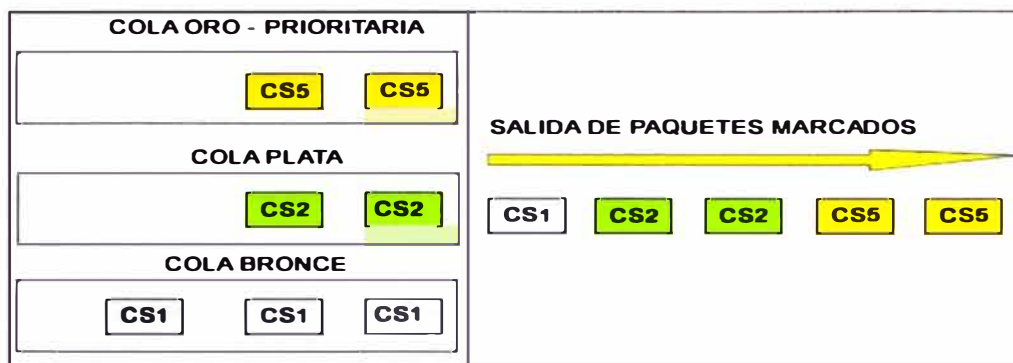 COLA ORO - PRIORITARIA
CS5 CS5
COLA PLATA
CS2 CS2
COLA BRONCE
CS1 CS1 CS1
SALIDA DE PAQUETES MARCADOS
CS1 CS2 CS2 CS5 CS5